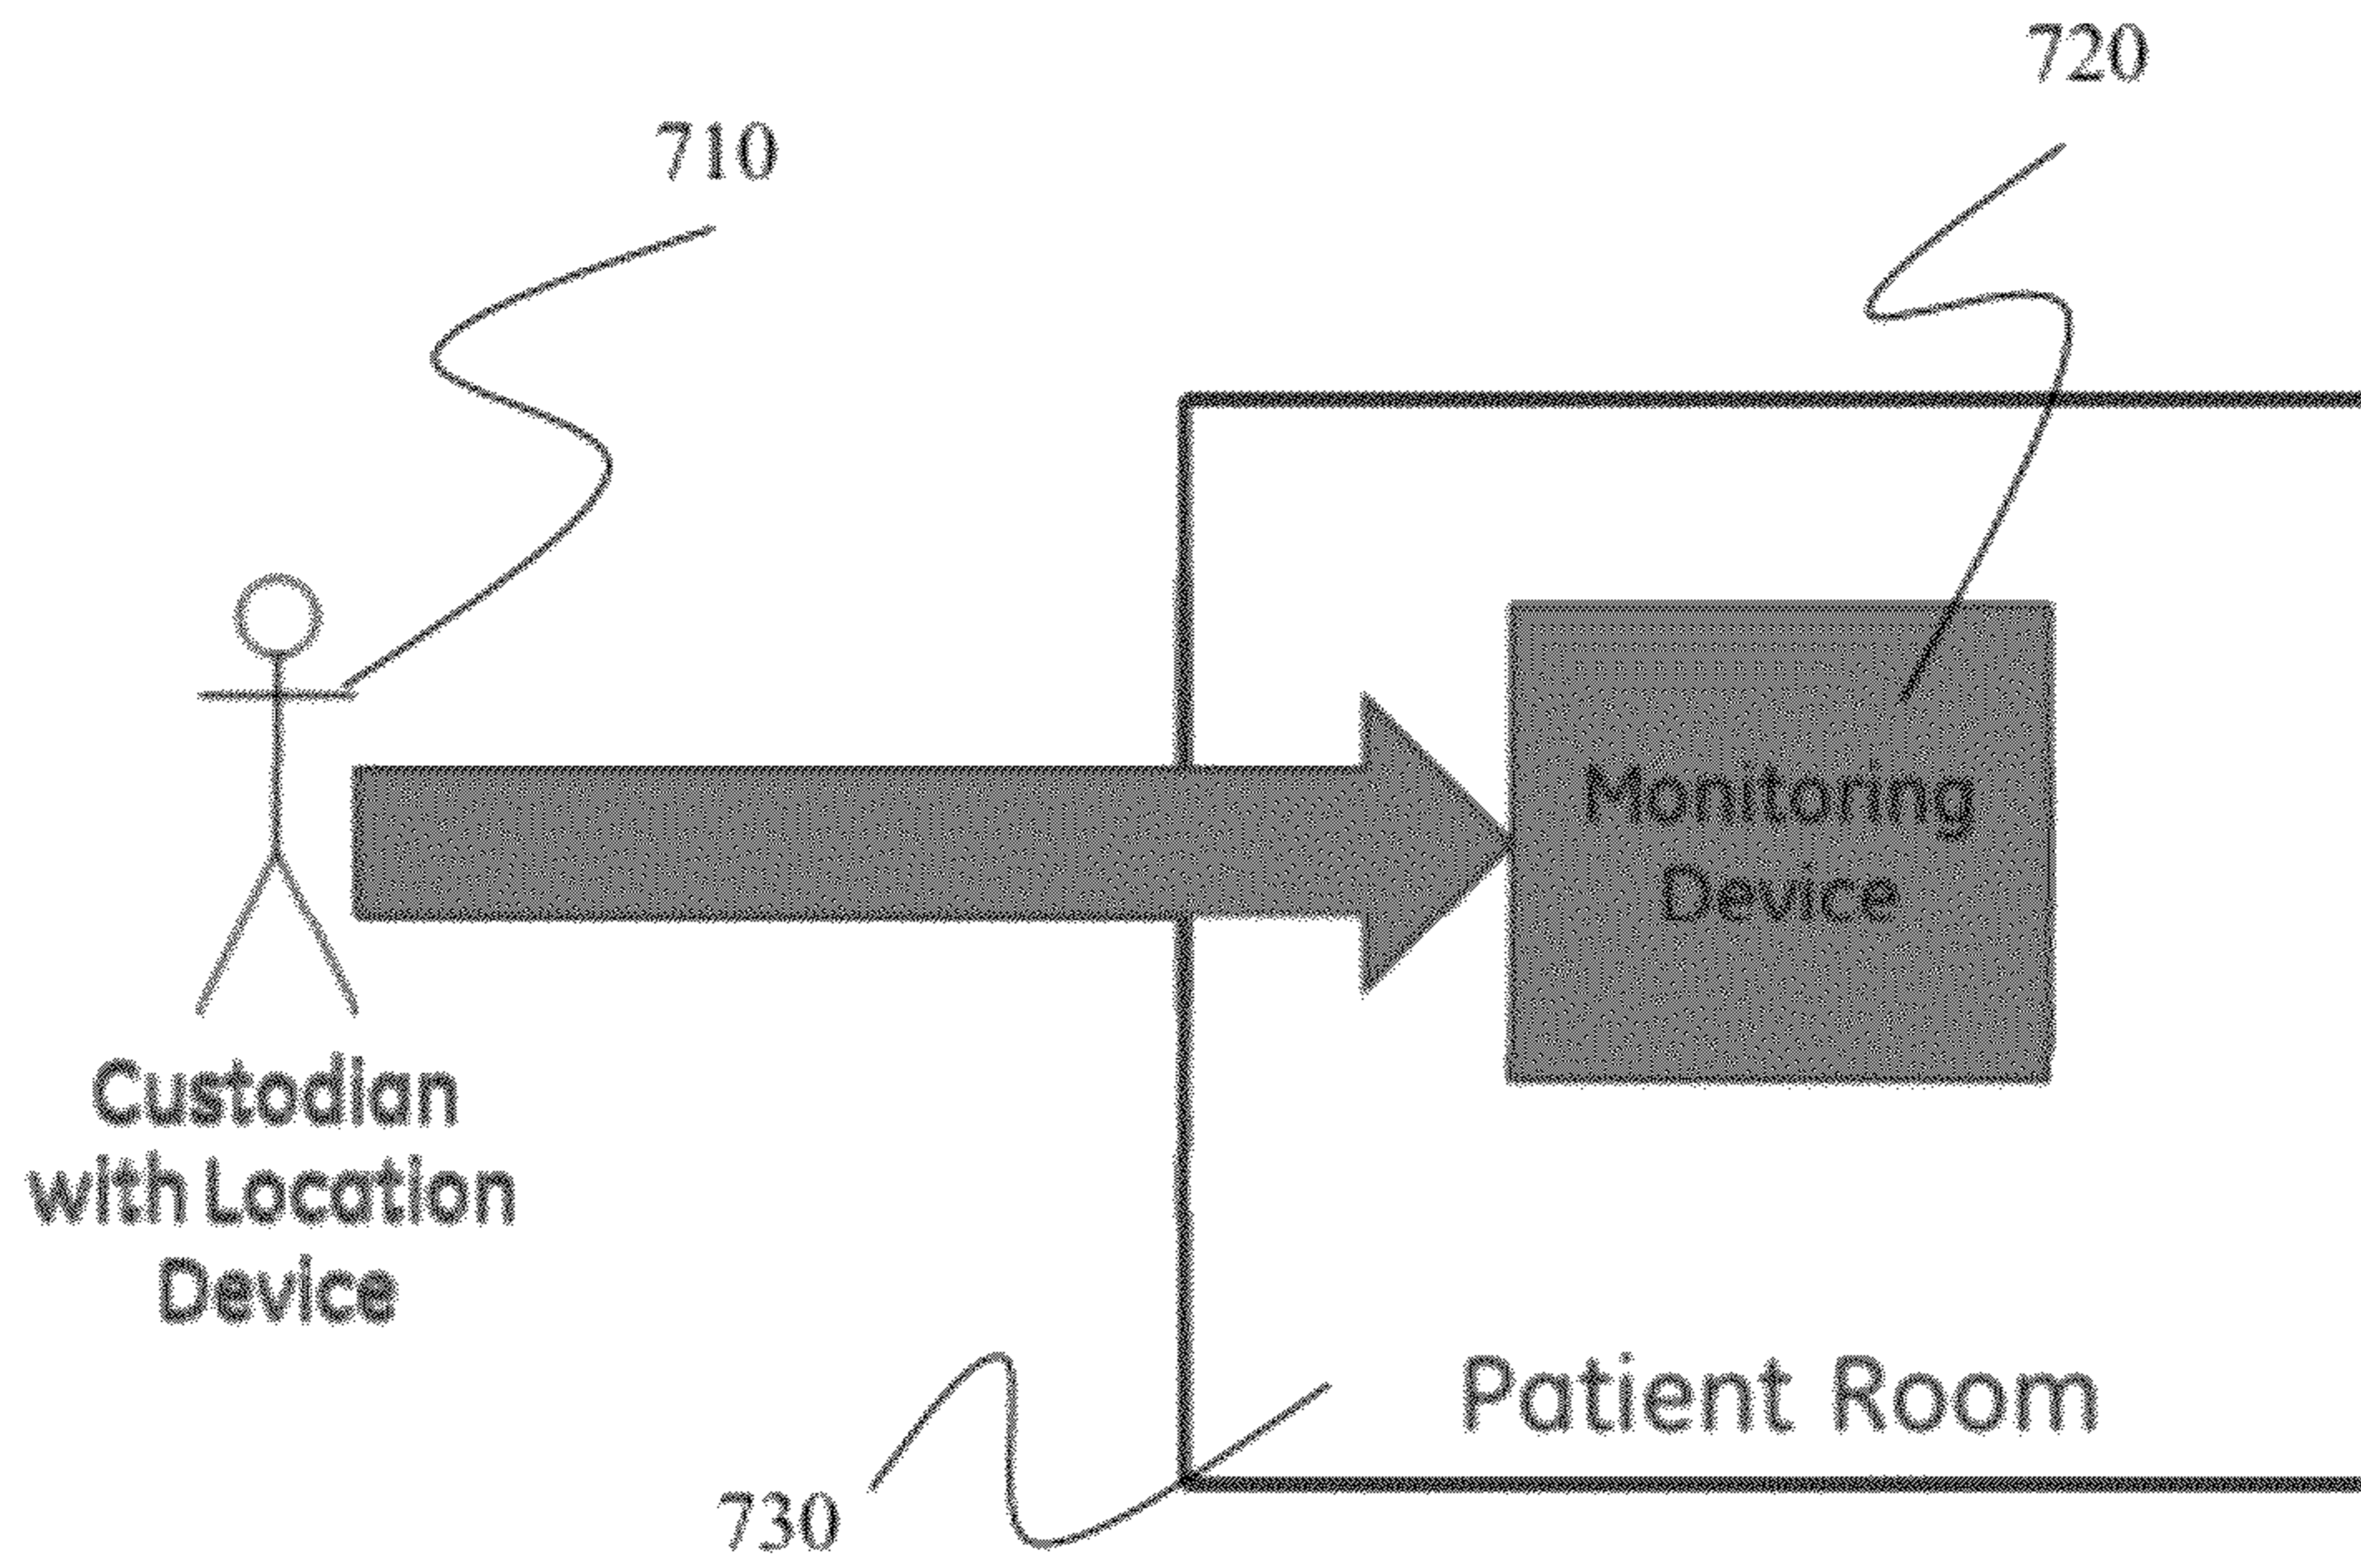 720
710
Monitoring
Device
Custodian
with Location
Device
Patient Room
730